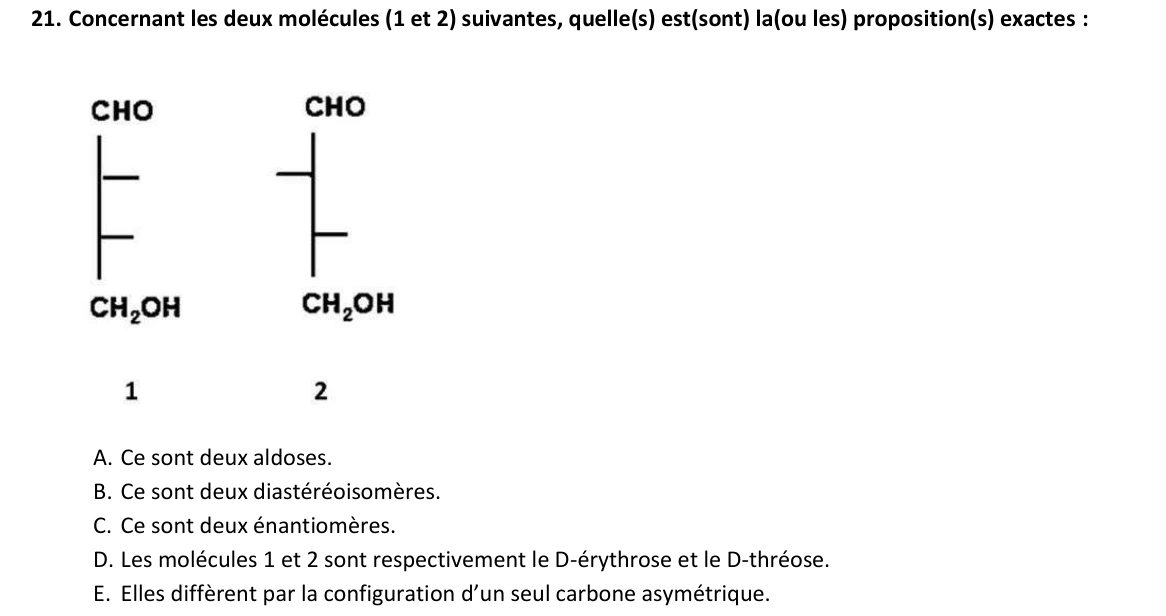 21. Concernant les deux molécules (1 et 2) suivantes, quelle(s) est(sont) la(ou les) proposition(s) exactes :
CHO CHO
CH₂OH CH₂OH
1 2
A. Ce sont deux aldoses.
B. Ce sont deux diastéréoisomères.
C. Ce sont deux énantiomères.
D. Les molécules 1 et 2 sont respectivement le D-érythrose et le D-thréose.
E. Elles diffèrent par la configuration d’un seul carbone asymétrique.